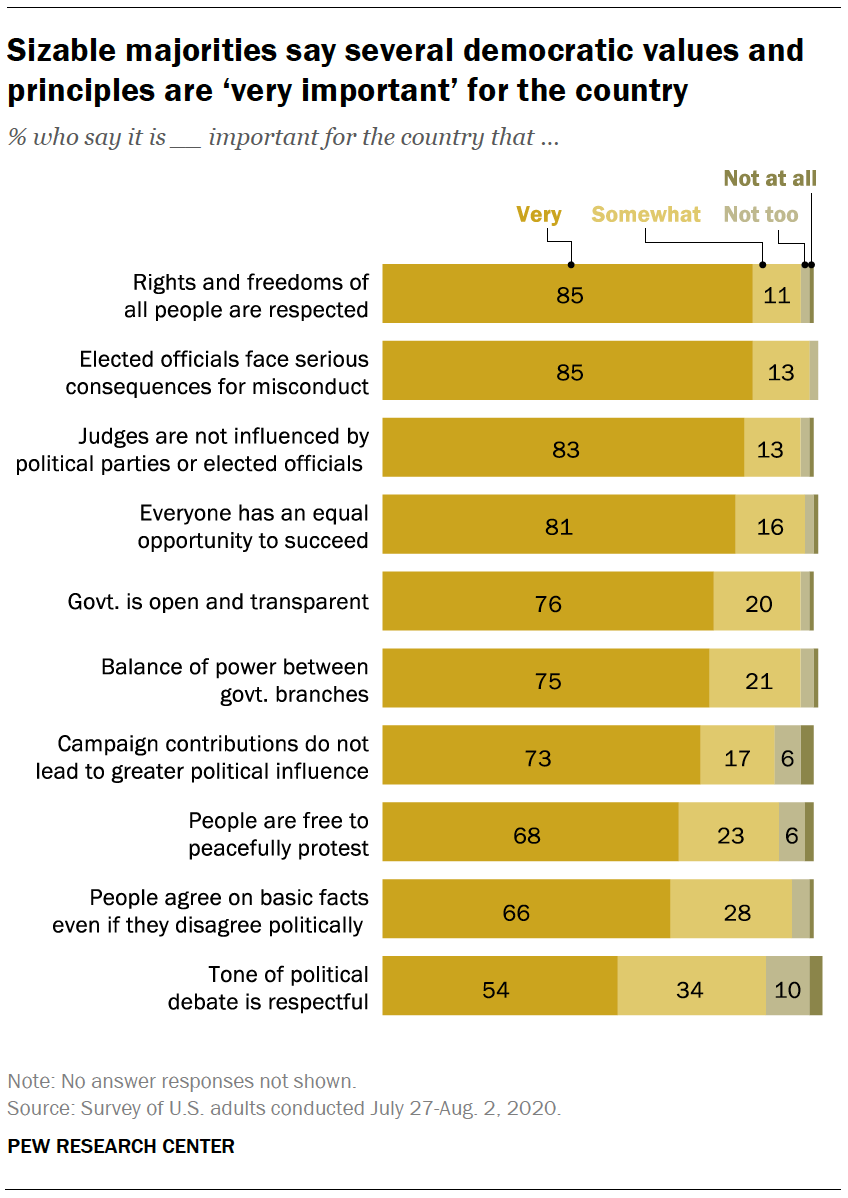 Sizable majorities say several democratic values and
principles are ‘very important’ for the country
% who say it is __ important for the country that ...
Not at all
Very Somewhat Not too
Rights and freedoms of
all people are respected
85 11
Elected officials face serious
consequences for misconduct
85 13
Judges are not influenced by
political parties or elected officials
83 13
Everyone has an equal
opportunity to succeed
81 16
Govt. is open and transparent
76 20
Balance of power between
govt. branches
75 21
Campaign contributions do not
lead to greater political influence
73 17 6
People are free to
peacefully protest
68 23 6
People agree on basic facts
even if they disagree politically
66 28
Tone of political
debate is respectful
54 34 10
Note: No answer responses not shown.
Source: Survey of U.S. adults conducted July 27-Aug. 2, 2020.
PEW RESEARCH CENTER